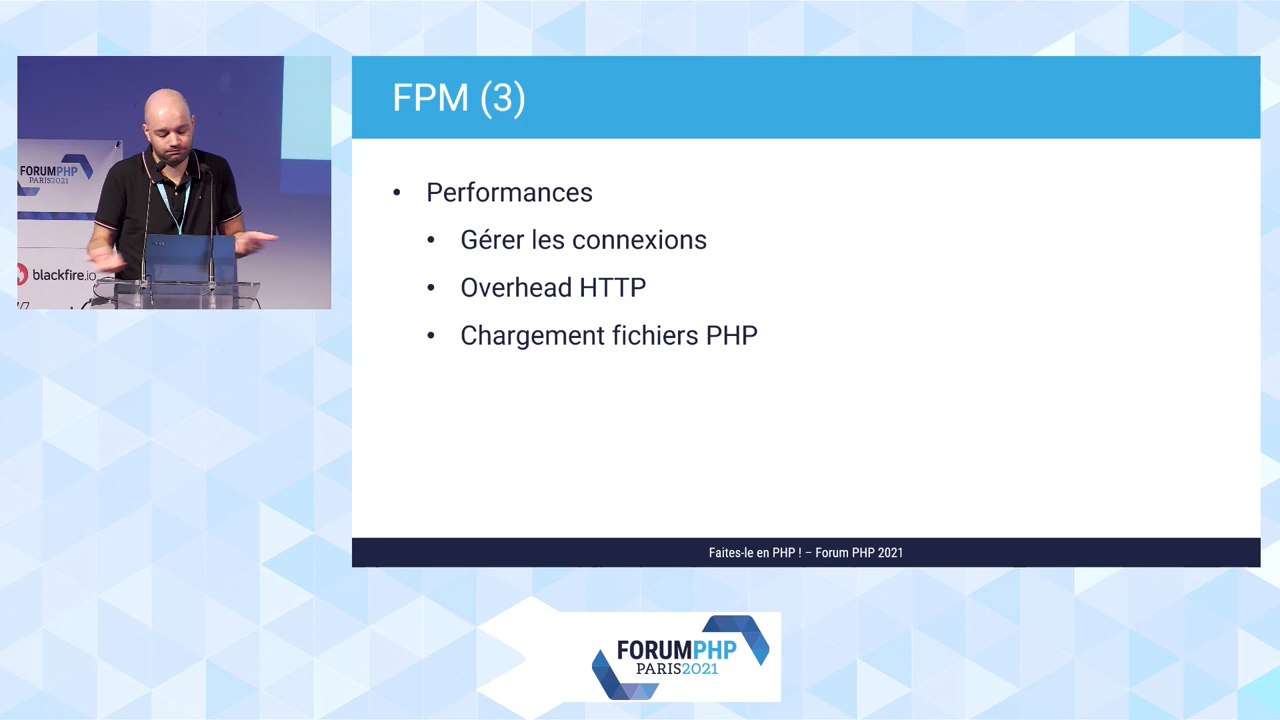 FPM (3)
Performances
Gérer les connexions
Overhead HTTP
Chargement fichiers PHP
Faites-le en PHP ! – Forum PHP 2021
FORUMPHP
PARIS2021
blackfire.io
FORUMPHP
PARIS2021